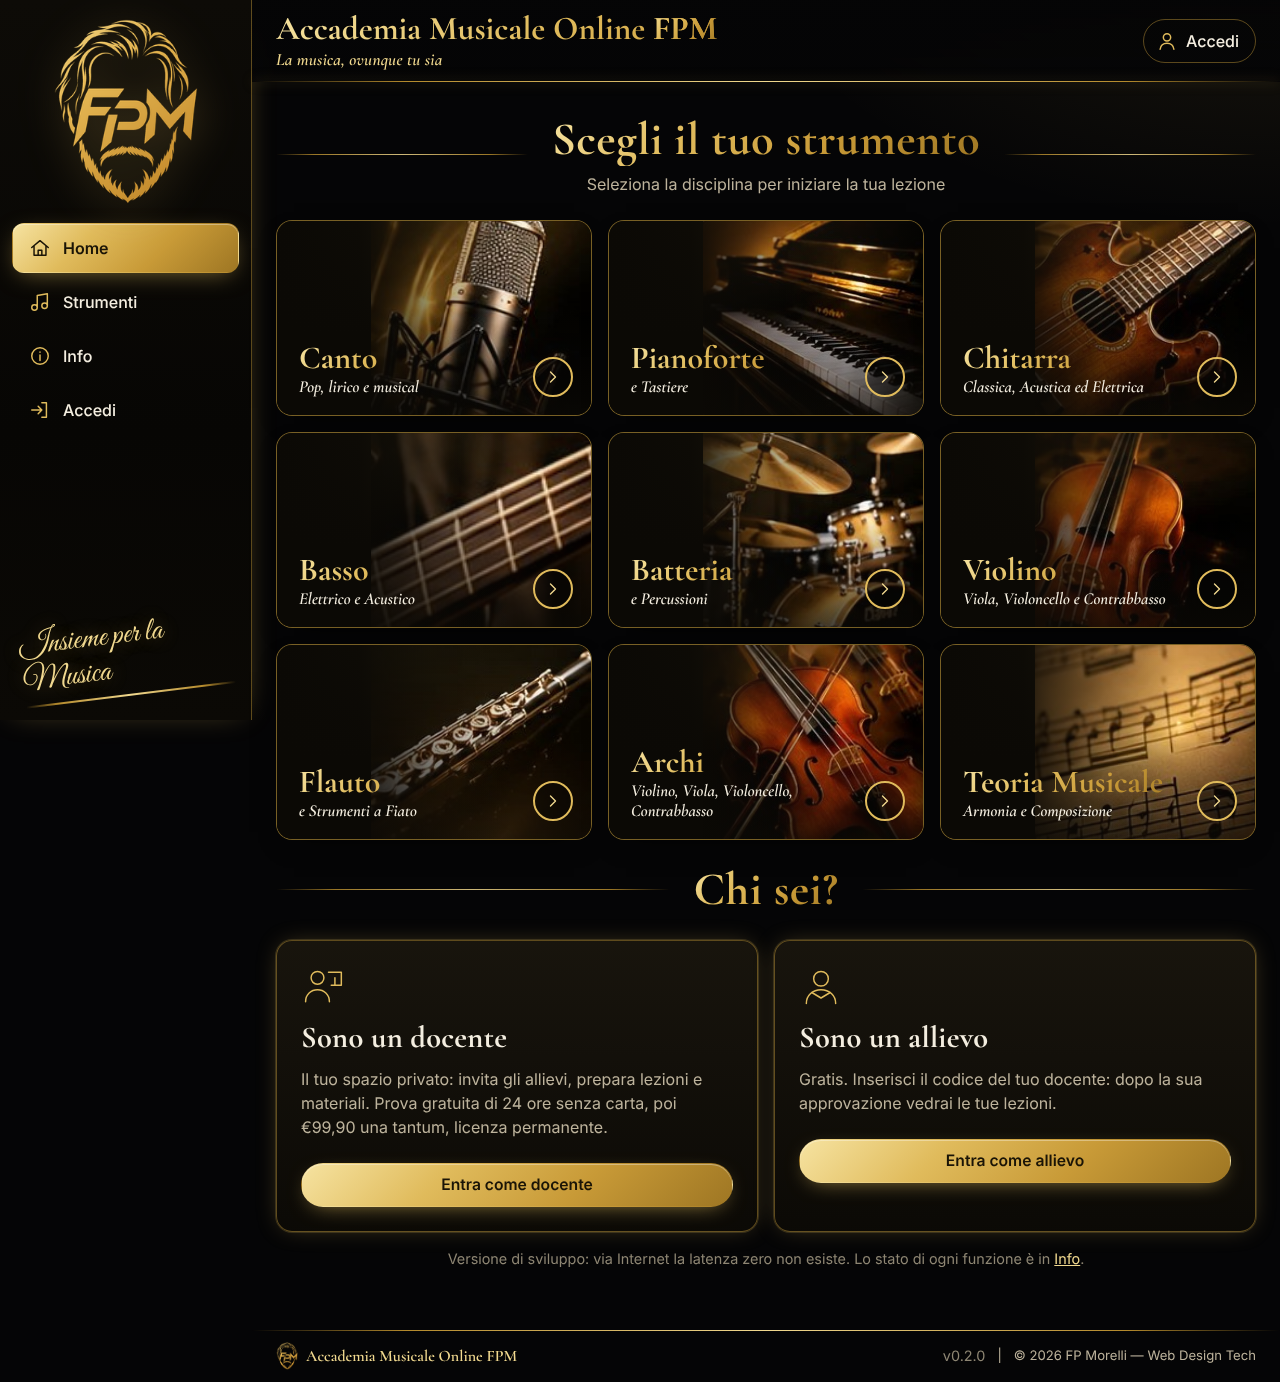 FPM
Home
Strumenti
Info
Accedi
Insieme per la
Musica
Accademia Musicale Online FPM
La musica, ovunque tu sia
Accedi
Scegli il tuo strumento
Seleziona la disciplina per iniziare la tua lezione
Canto
Pop, lirico e musical
Pianoforte
e Tastiere
Chitarra
Classica, Acustica ed Elettrica
Basso
Elettrico e Acustico
Batteria
e Percussioni
Violino
Viola, Violoncello e Contrabbasso
Flauto
e Strumenti a Fiato
Archi
Violino, Viola, Violoncello,
Contrabbasso
Teoria Musicale
Armonia e Composizione
Chi sei?
Sono un docente
Il tuo spazio privato: invita gli allievi, prepara lezioni e
materiali. Prova gratuita di 24 ore senza carta, poi
€99,90 una tantum, licenza permanente.
Entra come docente
Sono un allievo
Gratis. Inserisci il codice del tuo docente: dopo la sua
approvazione vedrai le tue lezioni.
Entra come allievo
Versione di sviluppo: via Internet la latenza zero non esiste. Lo stato di ogni funzione è in Info.
FPM
Accademia Musicale Online FPM
v0.2.0 | © 2026 FP Morelli — Web Design Tech